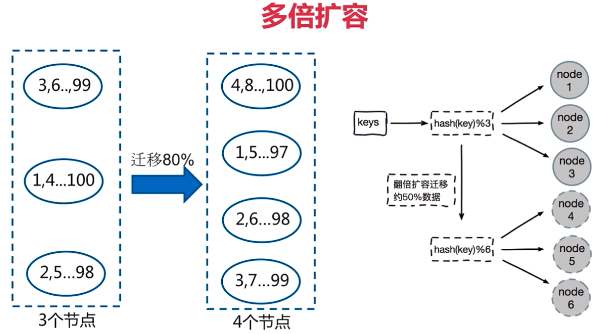 多倍扩容
3,6..,99
1,4...100
2,5...98
3个节点
迁移80%
4,8..,100
1,5...97
2,6...98
3,7...99
4个节点
keys
hash(key)%3
node
1
node
2
node
3
翻倍扩容迁移
约50%数据
hash(key)%6
node
4
node
5
node
6